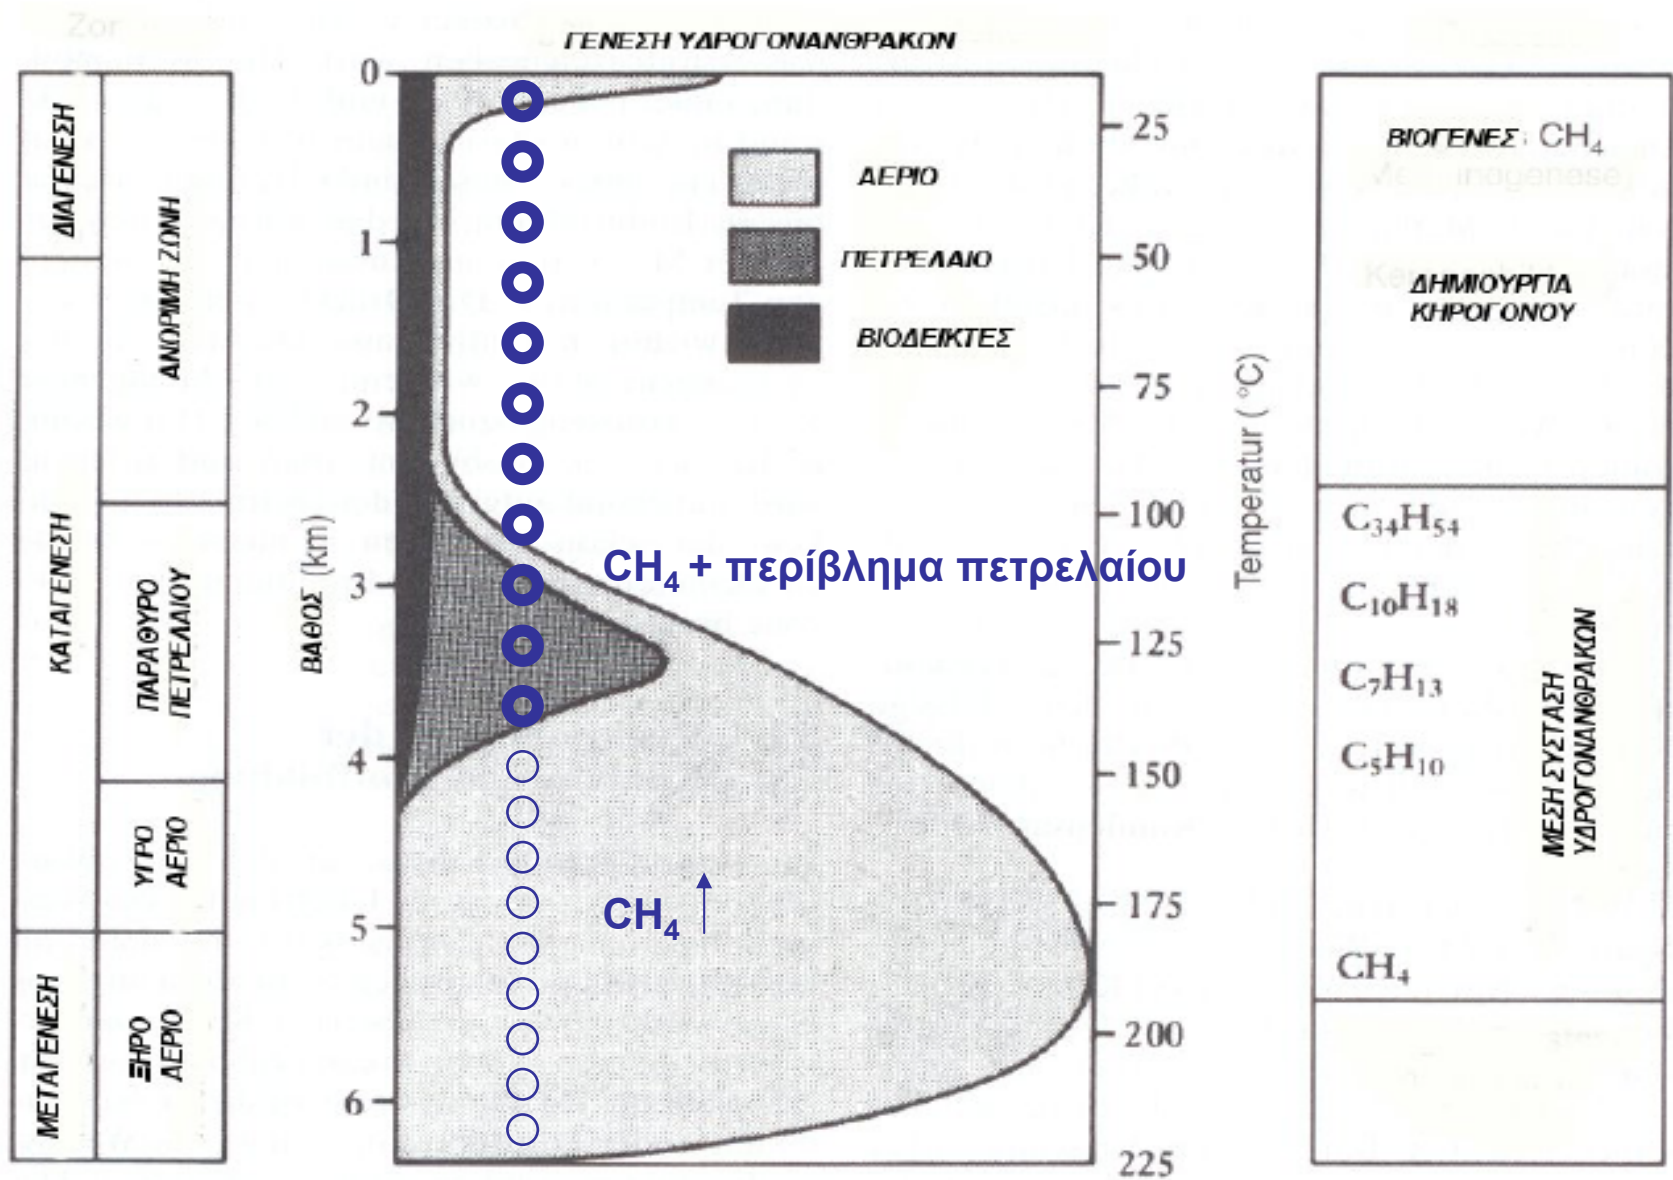 ΓΕΝΕΣΗ ΥΔΡΟΓΟΝΑΝΘΡΑΚΩΝ
ΔΙΑΓΕΝΕΣΗ
ΚΑΤΑΓΕΝΕΣΗ
ΜΕΤΑΓΕΝΕΣΗ
ΑΝΩΡΙΜΗ ΖΩΝΗ
ΠΑΡΑΘΥΡΟ
ΠΕΤΡΕΛΑΙΟΥ
ΥΓΡΟ
ΑΕΡΙΟ
ΞΗΡΟ
ΑΕΡΙΟ
ΒΑΘΟΣ (km)
0
1
2
3
4
5
6
ΑΕΡΙΟ
ΠΕΤΡΕΛΑΙΟ
ΒΙΟΔΕΙΚΤΕΣ
CH₄ + περίβλημα πετρελαίου
CH₄ ↑
25
50
75
100
125
150
175
200
225
Temperatur ( °C)
ΒΙΟΓΕΝΕΣ : CH₄
ΔΗΜΙΟΥΡΓΙΑ
ΚΗΡΟΓΟΝΟΥ
C₃₄H₅₄
C₁₀H₁₈
C₇H₁₃
C₅H₁₀
CH₄
ΜΕΣΗ ΣΥΣΤΑΣΗ
ΥΔΡΟΓΟΝΑΝΘΡΑΚΩΝ